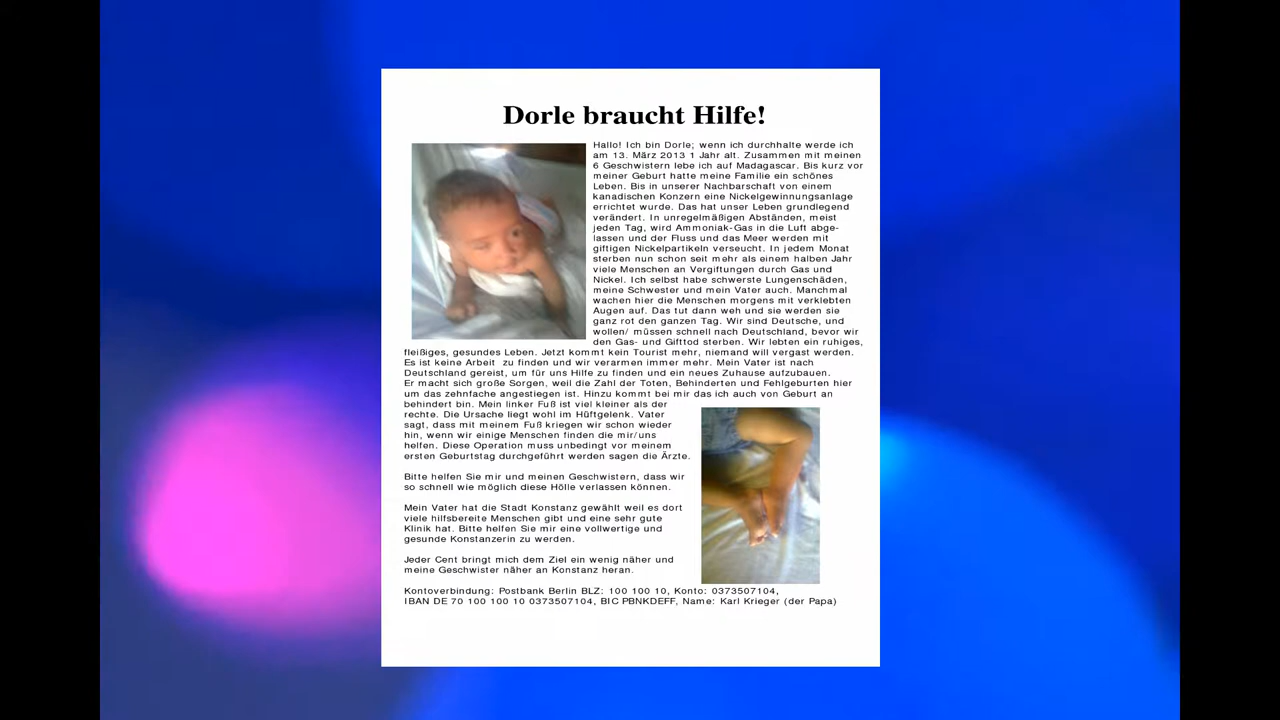 Dorle braucht Hilfe!
Hallo! Ich bin Dorle; wenn ich durchhalte werde ich
am 13. März 2013 1 Jahr alt. Zusammen mit meinen
6 Geschwistern lebe ich auf Madagascar. Bis kurz vor
meiner Geburt hatte meine Familie ein schönes
Leben. Bis in unserer Nachbarschaft von einem
kanadischen Konzern eine Nickelgewinnungsanlage
errichtet wurde. Das hat unser Leben grundlegend
verändert. In unregelmäßigen Abständen, meist
jeden Tag, wird Ammoniak-Gas in die Luft abge-
lassen und der Fluss und das Meer werden mit
giftigen Nickelpartikeln verseucht. In jedem Monat
sterben nun schon seit mehr als einem halben Jahr
viele Menschen an Vergiftungen durch Gas und
Nickel. Ich selbst habe schwerste Lungenschäden,
meine Schwester und mein Vater auch. Manchmal
wachen hier die Menschen morgens mit verklebten
Augen auf. Das tut dann weh und sie werden sie
ganz rot den ganzen Tag. Wir sind Deutsche, und
wollen/ müssen schnell nach Deutschland, bevor wir
den Gas- und Gifttod sterben. Wir lebten ein ruhiges,
fleißiges, gesundes Leben. Jetzt kommt kein Tourist mehr, niemand will vergast werden.
Es ist keine Arbeit zu finden und wir verarmen immer mehr. Mein Vater ist nach
Deutschland gereist, um für uns Hilfe zu finden und ein neues Zuhause aufzubauen.
Er macht sich große Sorgen, weil die Zahl der Toten, Behinderten und Fehlgeburten hier
um das zehnfache angestiegen ist. Hinzu kommt bei mir das ich auch von Geburt an
behindert bin. Mein linker Fuß ist viel kleiner als der
rechte. Die Ursache liegt wohl im Hüftgelenk. Vater
sagt, dass mit meinem Fuß kriegen wir schon wieder
hin, wenn wir einige Menschen finden die mir/uns
helfen. Diese Operation muss unbedingt vor meinem
ersten Geburtstag durchgeführt werden sagen die Ärzte.
Bitte helfen Sie mir und meinen Geschwistern, dass wir
so schnell wie möglich diese Hölle verlassen können.
Mein Vater hat die Stadt Konstanz gewählt weil es dort
viele hilfsbereite Menschen gibt und eine sehr gute
Klinik hat. Bitte helfen Sie mir eine vollwertige und
gesunde Konstanzerin zu werden.
Jeder Cent bringt mich dem Ziel ein wenig näher und
meine Geschwister näher an Konstanz heran.
Kontoverbindung: Postbank Berlin BLZ: 100 100 10, Konto: 0373507104,
IBAN DE 70 100 100 10 0373507104, BIC PBNKDEFF, Name: Karl Krieger (der Papa)